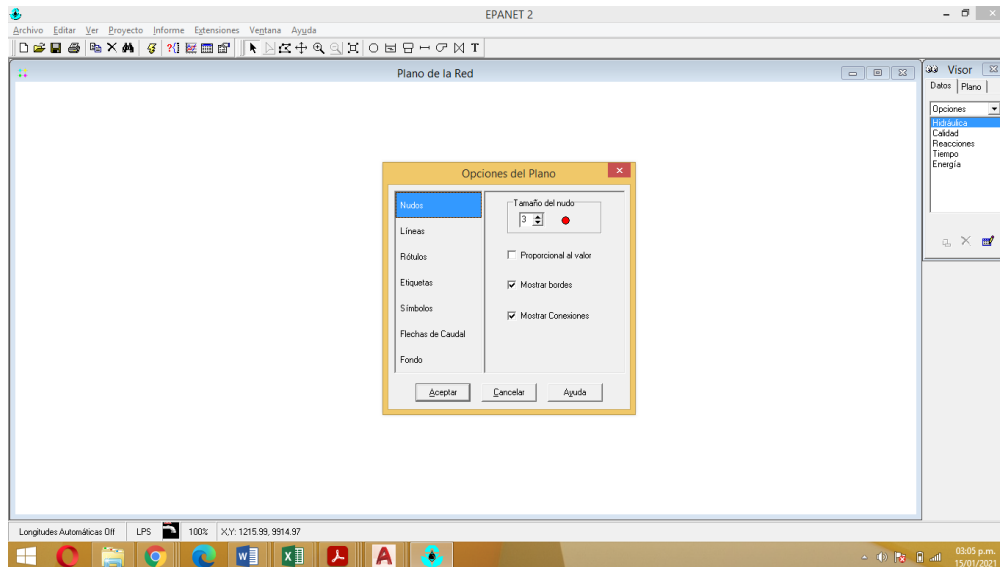 EPANET 2
Archivo Editar Ver Proyecto Informe Extensiones Ventana Ayuda
T
Plano de la Red
Visor
Datos Plano
Opciones
Hidráulica
Calidad
Reacciones
Tiempo
Energía
Opciones del Plano
Nudos
Líneas
Rótulos
Etiquetas
Símbolos
Flechas de Caudal
Fondo
Tamaño del nudo
3
Proporcional al valor
Mostrar bordes
Mostrar Conexiones
Aceptar
Cancelar
Ayuda
Longitudes Automáticas Off LPS 100% X,Y: 1215.99, 9914.97
03:05 p.m.
15/01/2021